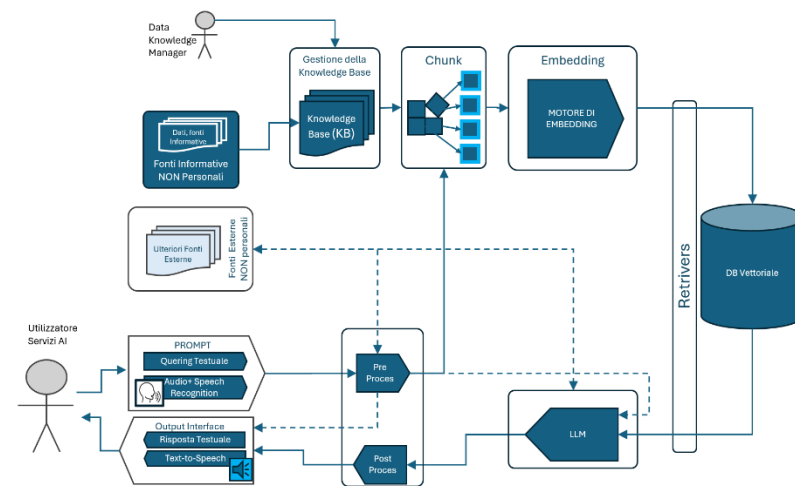 Data
Knowledge
Manager
Gestione della
Knowledge Base
Knowledge
Base (KB)
Chunk
Embedding
MOTORE DI
EMBEDDING
Dati, fonti
Informative
Fonti Informative
NON Personali
Ulteriori Fonti
Esterne
Fonti Esterne
NON personali
Retrivers
DB Vettoriale
Utilizzatore
Servizi AI
PROMPT
Quering Testuale
Audio+ Speech
Recognition
Pre
Proces
Output Interface
Risposta Testuale
Text-to-Speech
Post
Proces
LLM